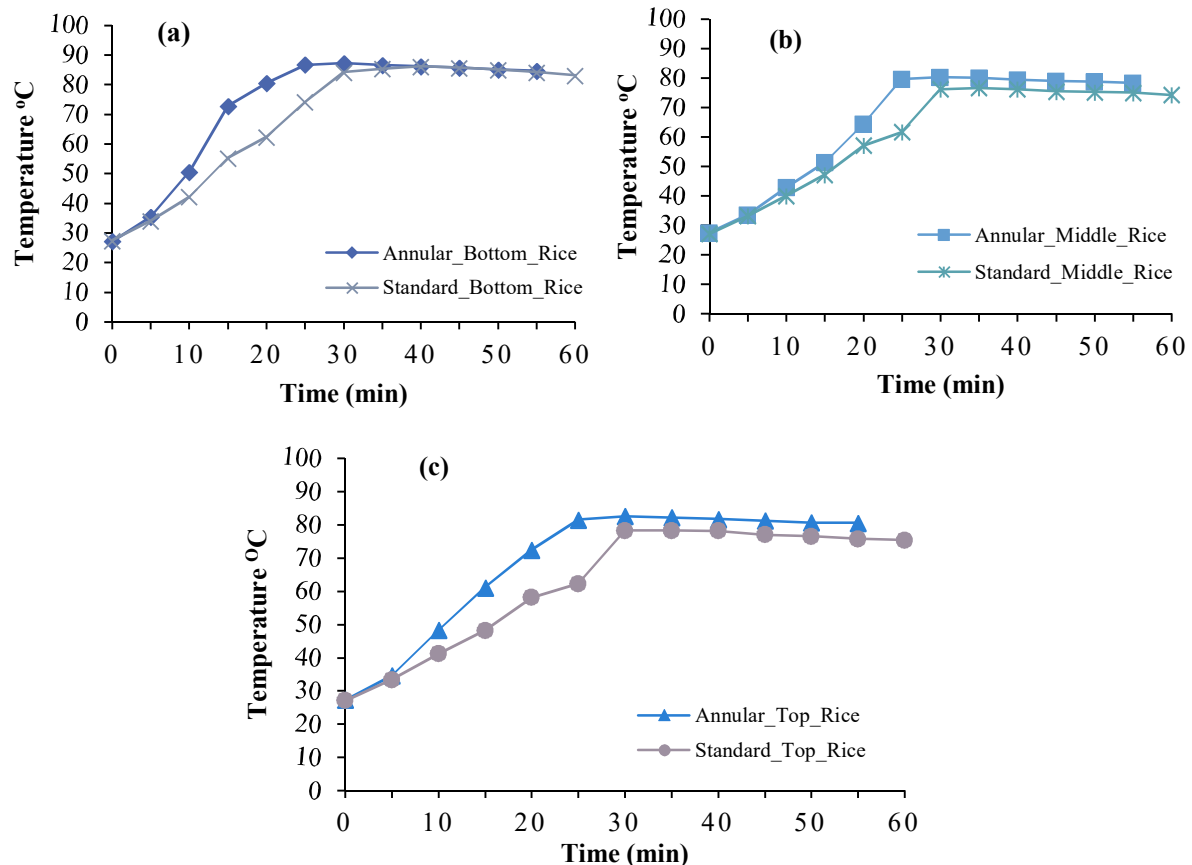 (a)
Temperature ºC
100
90
80
70
60
50
40
30
20
10
0
Annular_Bottom_Rice
Standard_Bottom_Rice
0 10 20 30 40 50 60
Time (min)
(b)
Temperature ºC
100
90
80
70
60
50
40
30
20
10
0
Annular_Middle_Rice
Standard_Middle_Rice
0 10 20 30 40 50 60
Time (min)
(c)
Temperature ᴼC
100
90
80
70
60
50
40
30
20
10
0
Annular_Top_Rice
Standard_Top_Rice
0 10 20 30 40 50 60
Time (min)